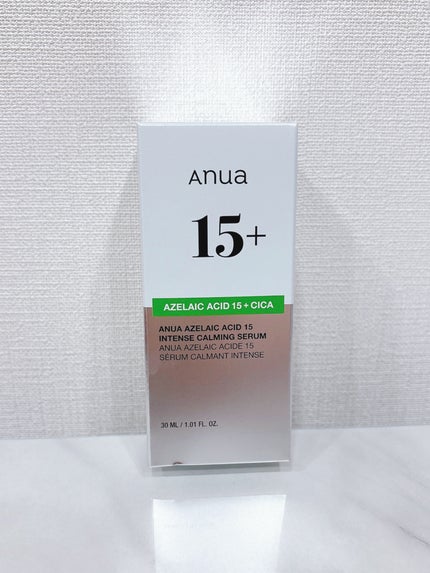 Anua
15+
AZELAIC ACID 15 + CICA
ANUA AZELAIC ACID 15
INTENSE CALMING SERUM
ANUA AZELAIC ACIDE 15
SÉRUM CALMANT INTENSE
30 ML / 1.01 FL. OZ.